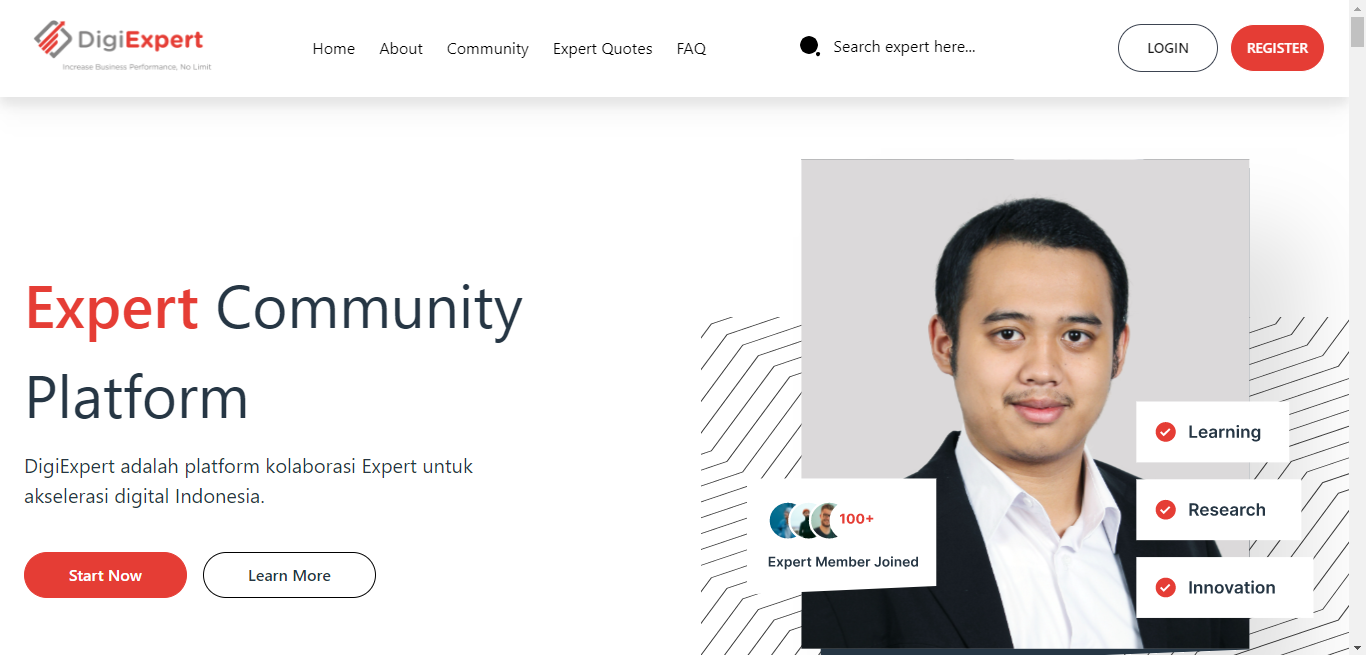 DigiExpert
Increase Business Performance, No Limit
Home About Community Expert Quotes FAQ
Search expert here...
LOGIN
REGISTER
Expert Community
Platform
DigiExpert adalah platform kolaborasi Expert untuk
akselerasi digital Indonesia.
Start Now
Learn More
100+
Expert Member Joined
Learning
Research
Innovation